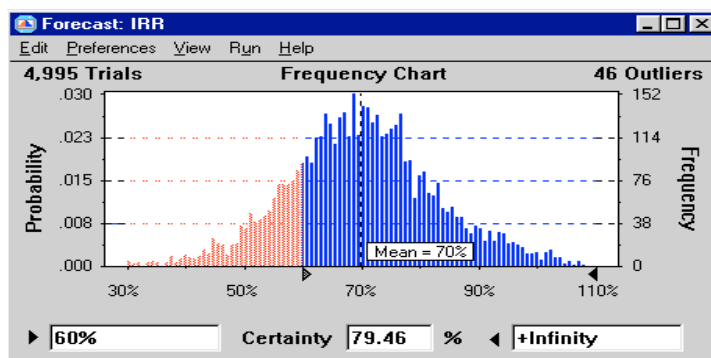 Forecast: IRR
Edit Preferences View Run Help
4,995 Trials Frequency Chart 46 Outliers
.030 152
.023 114
.015 76
.008 38
.000 0
Probability
Frequency
Mean = 70%
30% 50% 70% 90% 110%
60% Certainty 79.46 % +Infinity